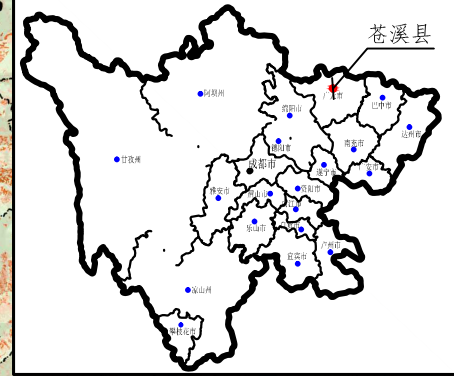 苍溪县
阿坝州
广元市
巴中市
绵阳市
达州市
德阳市
南充市
甘孜州
成都市
遂宁市
广安市
雅安市
眉山市
资阳市
内江市
乐山市
自贡市
泸州市
宜宾市
凉山州
攀枝花市